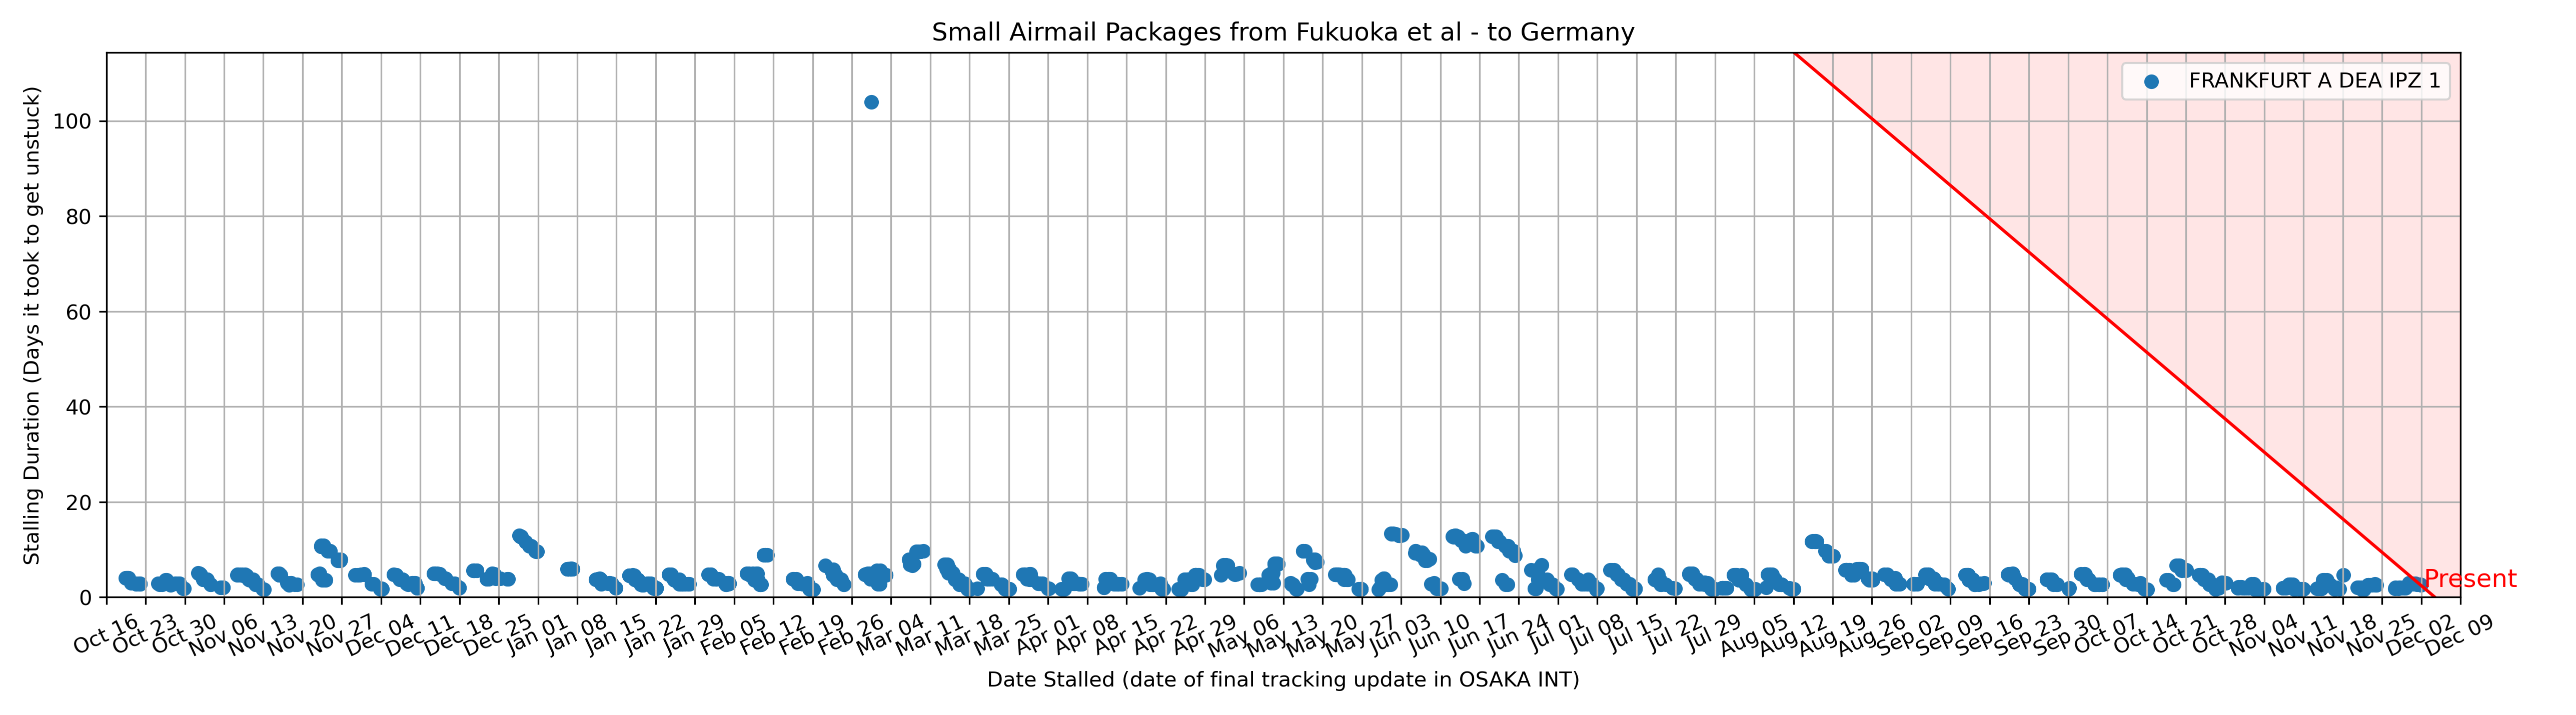 Small Airmail Packages from Fukuoka et al - to Germany
Stalling Duration (Days it took to get unstuck)
100
80
60
40
20
0
FRANKFURT A DEA IPZ 1
Present
Oct 16
Oct 23
Oct 30
Nov 06
Nov 13
Nov 20
Nov 27
Dec 04
Dec 11
Dec 18
Dec 25
Jan 01
Jan 08
Jan 15
Jan 22
Jan 29
Feb 05
Feb 12
Feb 19
Feb 26
Mar 04
Mar 11
Mar 18
Mar 25
Apr 01
Apr 08
Apr 15
Apr 22
Apr 29
May 06
May 13
May 20
May 27
Jun 03
Jun 10
Jun 17
Jun 24
Jul 01
Jul 08
Jul 15
Jul 22
Jul 29
Aug 05
Aug 12
Aug 19
Aug 26
Sep 02
Sep 09
Sep 16
Sep 23
Sep 30
Oct 07
Oct 14
Oct 21
Oct 28
Nov 04
Nov 11
Nov 18
Nov 25
Dec 02
Dec 09
Date Stalled (date of final tracking update in OSAKA INT)